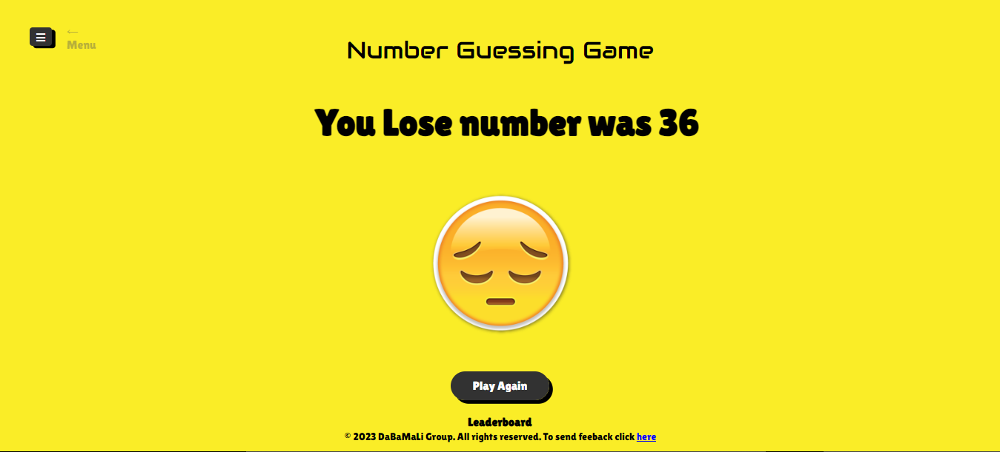 ←
Menu
Number Guessing Game
You Lose number was 36
Play Again
Leaderboard
© 2023 DaBaMaLi Group. All rights reserved. To send feeback click here